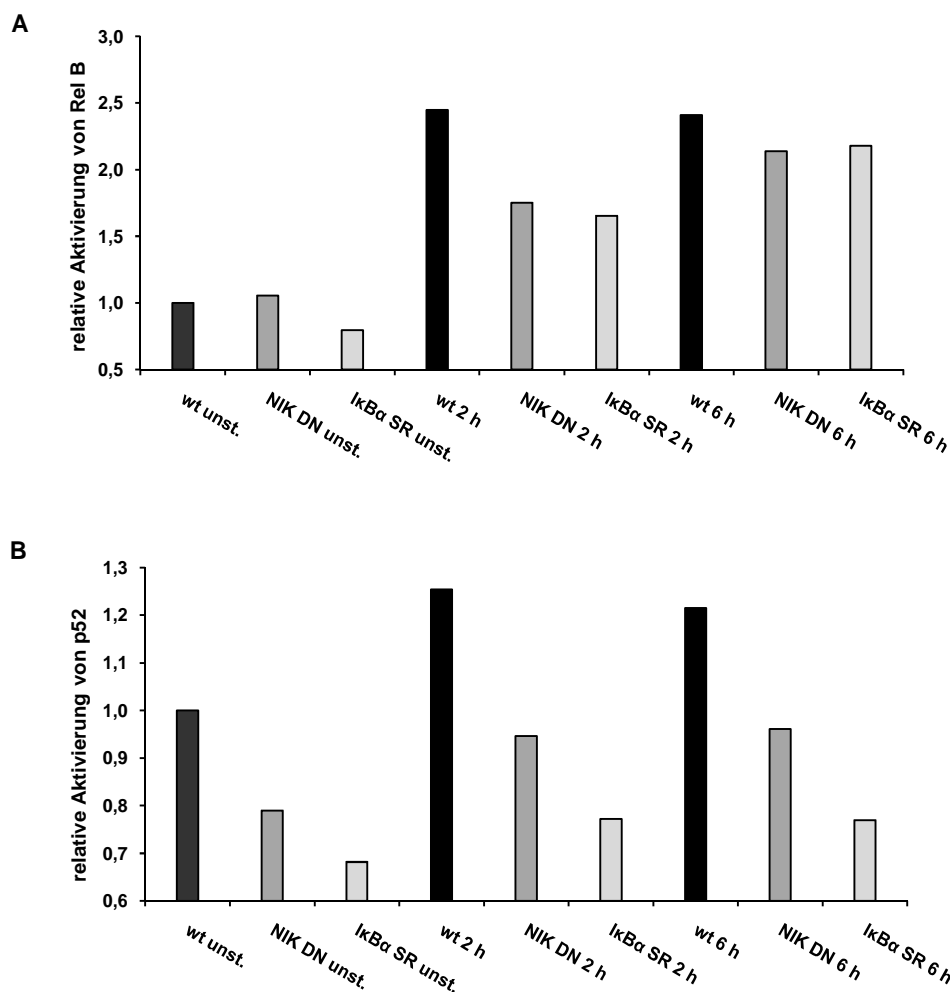 A
relative Aktivierung von Rel B
3,0
2,5
2,0
1,5
1,0
0,5
wt unst.
NIK DN unst.
IκBα SR unst.
wt 2 h
NIK DN 2 h
IκBα SR 2 h
wt 6 h
NIK DN 6 h
IκBα SR 6 h
B
relative Aktivierung von p52
1,3
1,2
1,1
1,0
0,9
0,8
0,7
0,6
wt unst.
NIK DN unst.
IκBα SR unst.
wt 2 h
NIK DN 2 h
IκBα SR 2 h
wt 6 h
NIK DN 6 h
IκBα SR 6 h